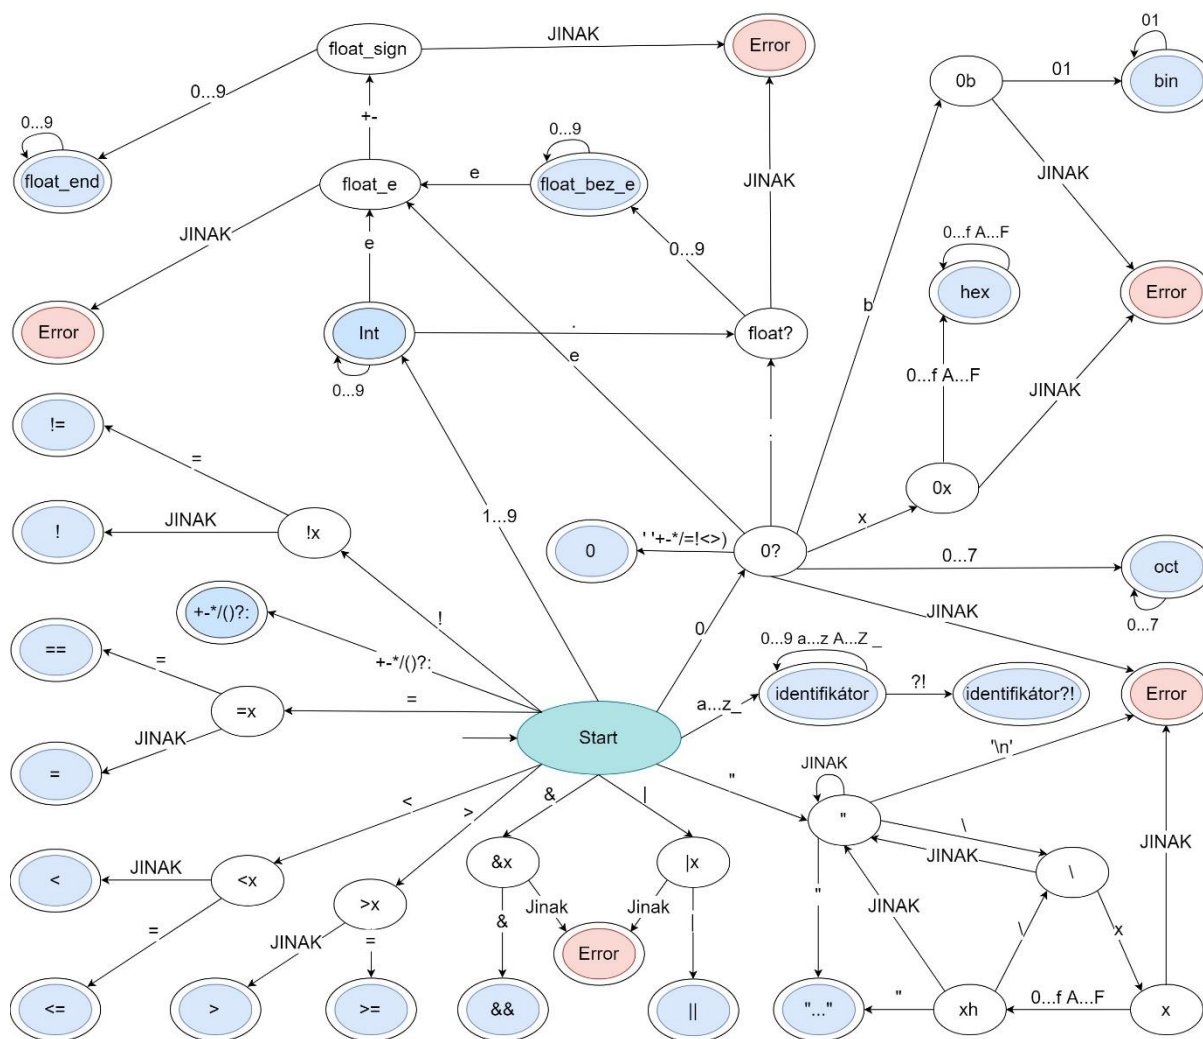 float_sign
JINAK
Error
0b
01
01
bin
0...9
+-
0...9
float_end
float_e
e
0...9
float_bez_e
JINAK
JINAK
JINAK
e
0...9
0...f A...F
hex
Error
Error
Int
0...9
.
float?
b
e
0...f A...F
JINAK
!=
=
.
0x
1...9
x
!
JINAK
!x
0
' '+-*/=!<>)
0?
0...7
oct
0...7
+-*/()?:
!
JINAK
0
==
=
+-*/()?:
0...9 a...z A...Z _
identifikátor
?!
identifikátor?!
Error
=x
=
a...z_
JINAK
Start
=
'\n'
JINAK
"
&
|
<
>
"
\
JINAK
\
&x
|x
<
JINAK
<x
>x
"
JINAK
JINAK
&
Jinak
Jinak
|
\
x
=
JINAK
=
Error
<=
>
>=
&&
||
"..."
"
xh
0...f A...F
x